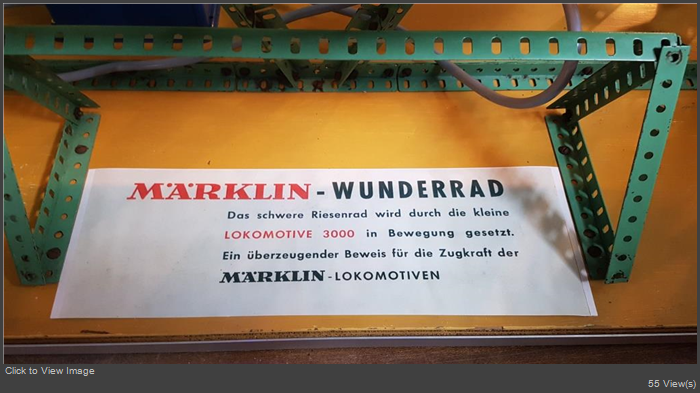 MÄRKLIN - WUNDERRAD
Das schwere Riesenrad wird durch die kleine
LOKOMOTIVE 3000 in Bewegung gesetzt.
Ein überzeugender Beweis für die Zugkraft der
MÄRKLIN - LOKOMOTIVEN
Click to View Image
55 View(s)